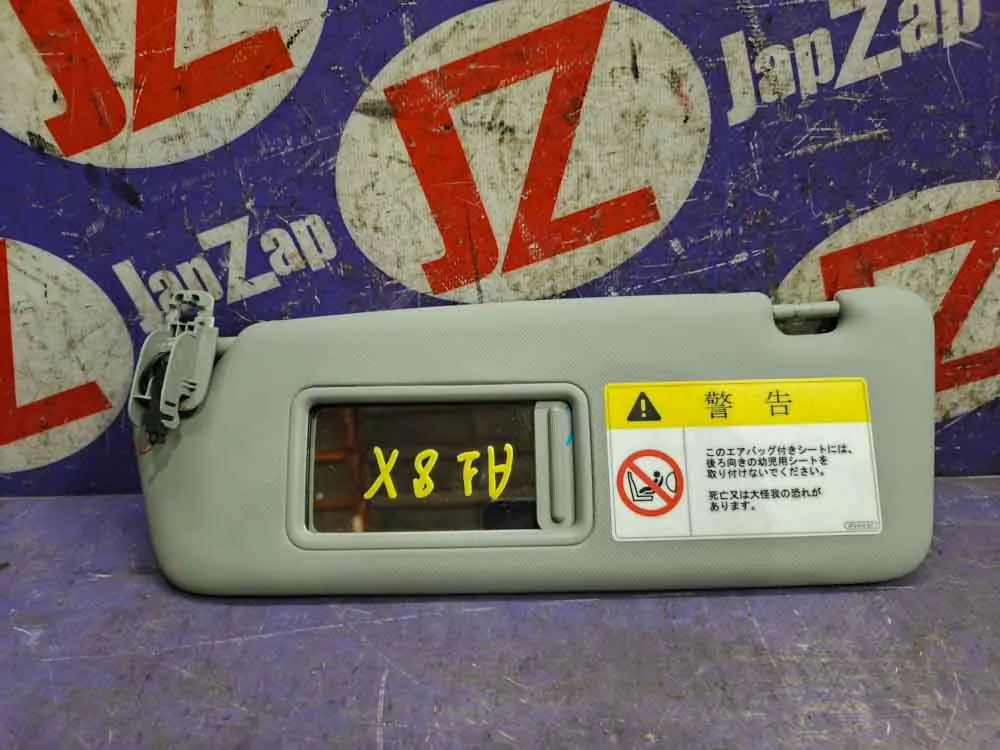 JZ
JZ
JapZap
JapZap
JZ
JZ
警告
このエアバッグ付きシートには、
後ろ向きの幼児用シートを
取り付けないでください。
死亡又は大怪我の恐れが
あります。